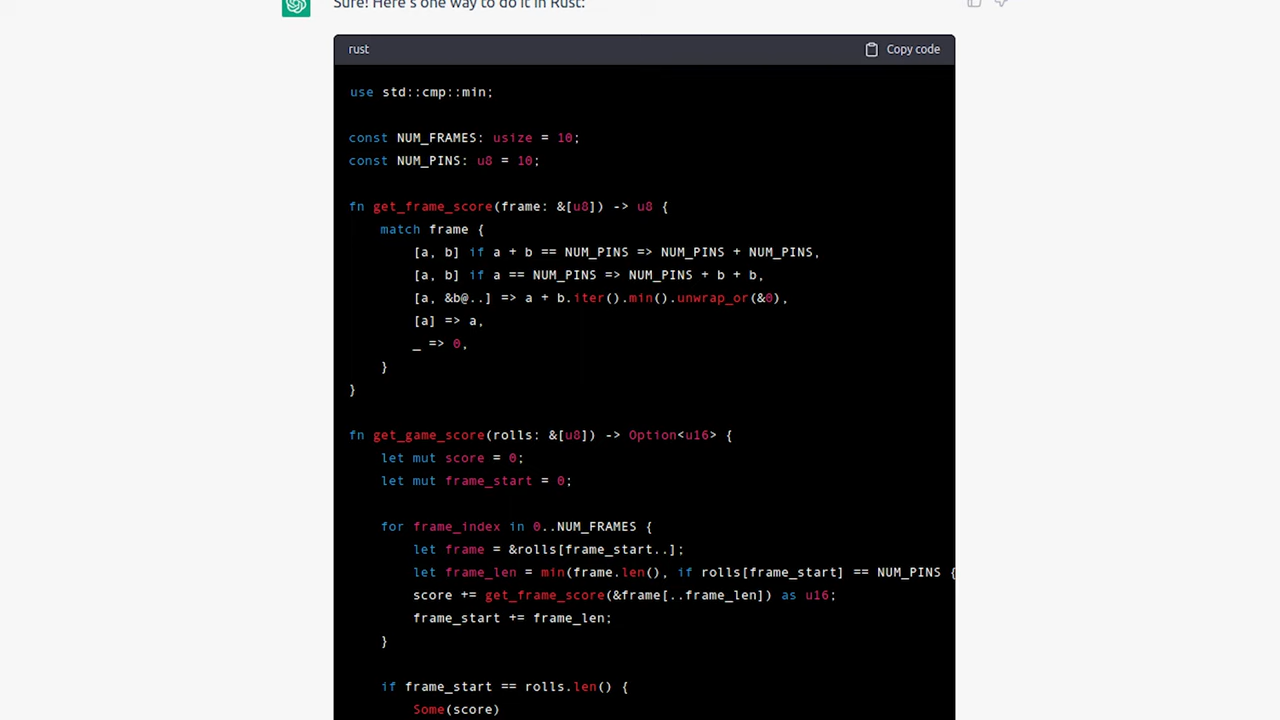 Sure! Here's one way to do it in Rust:
rust
Copy code
use std::cmp::min;
const NUM_FRAMES: usize = 10;
const NUM_PINS: u8 = 10;
fn get_frame_score(frame: &[u8]) -> u8 {
    match frame {
        [a, b] if a + b == NUM_PINS => NUM_PINS + NUM_PINS,
        [a, b] if a == NUM_PINS => NUM_PINS + b + b,
        [a, &b@..] => a + b.iter().min().unwrap_or(&0),
        [a] => a,
        _ => 0,
    }
}
fn get_game_score(rolls: &[u8]) -> Option<u16> {
    let mut score = 0;
    let mut frame_start = 0;
    for frame_index in 0..NUM_FRAMES {
        let frame = &rolls[frame_start..];
        let frame_len = min(frame.len(), if rolls[frame_start] == NUM_PINS {
        score += get_frame_score(&frame[..frame_len]) as u16;
        frame_start += frame_len;
    }
    if frame_start == rolls.len() {
        Some(score)